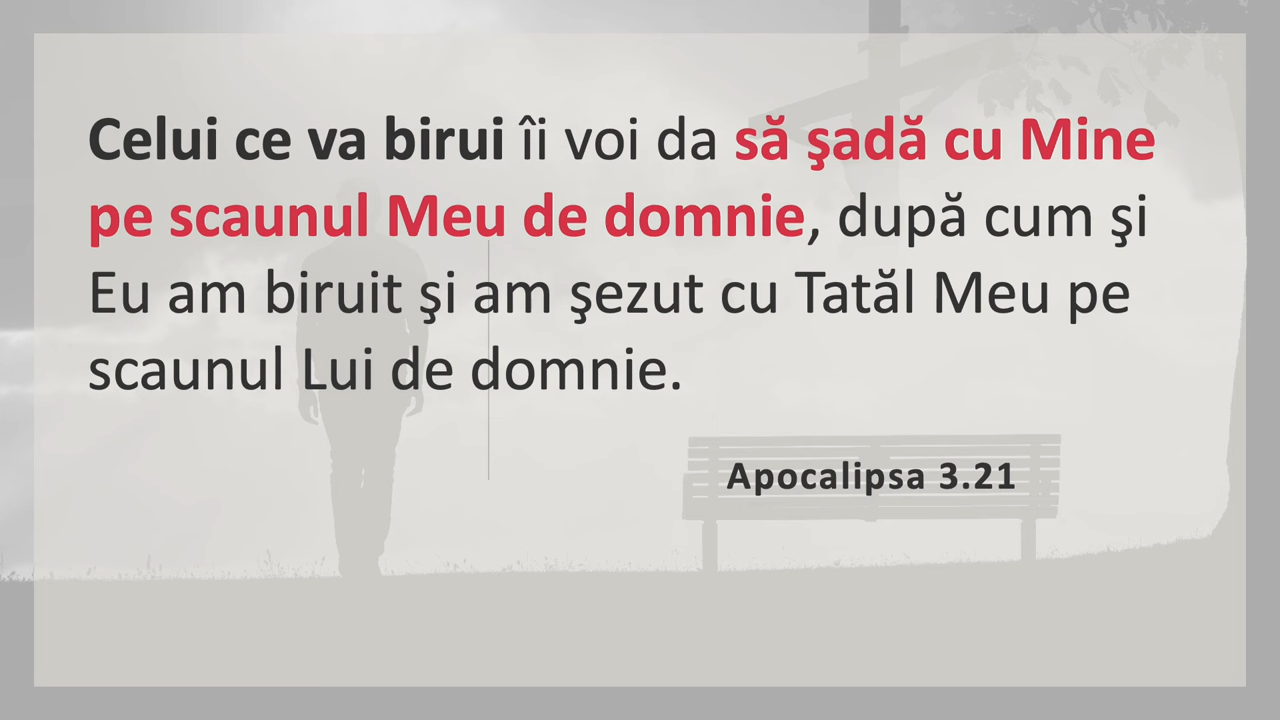 Celui ce va birui îi voi da să şadă cu Mine
pe scaunul Meu de domnie, după cum şi
Eu am biruit şi am şezut cu Tatăl Meu pe
scaunul Lui de domnie.
Apocalipsa 3.21